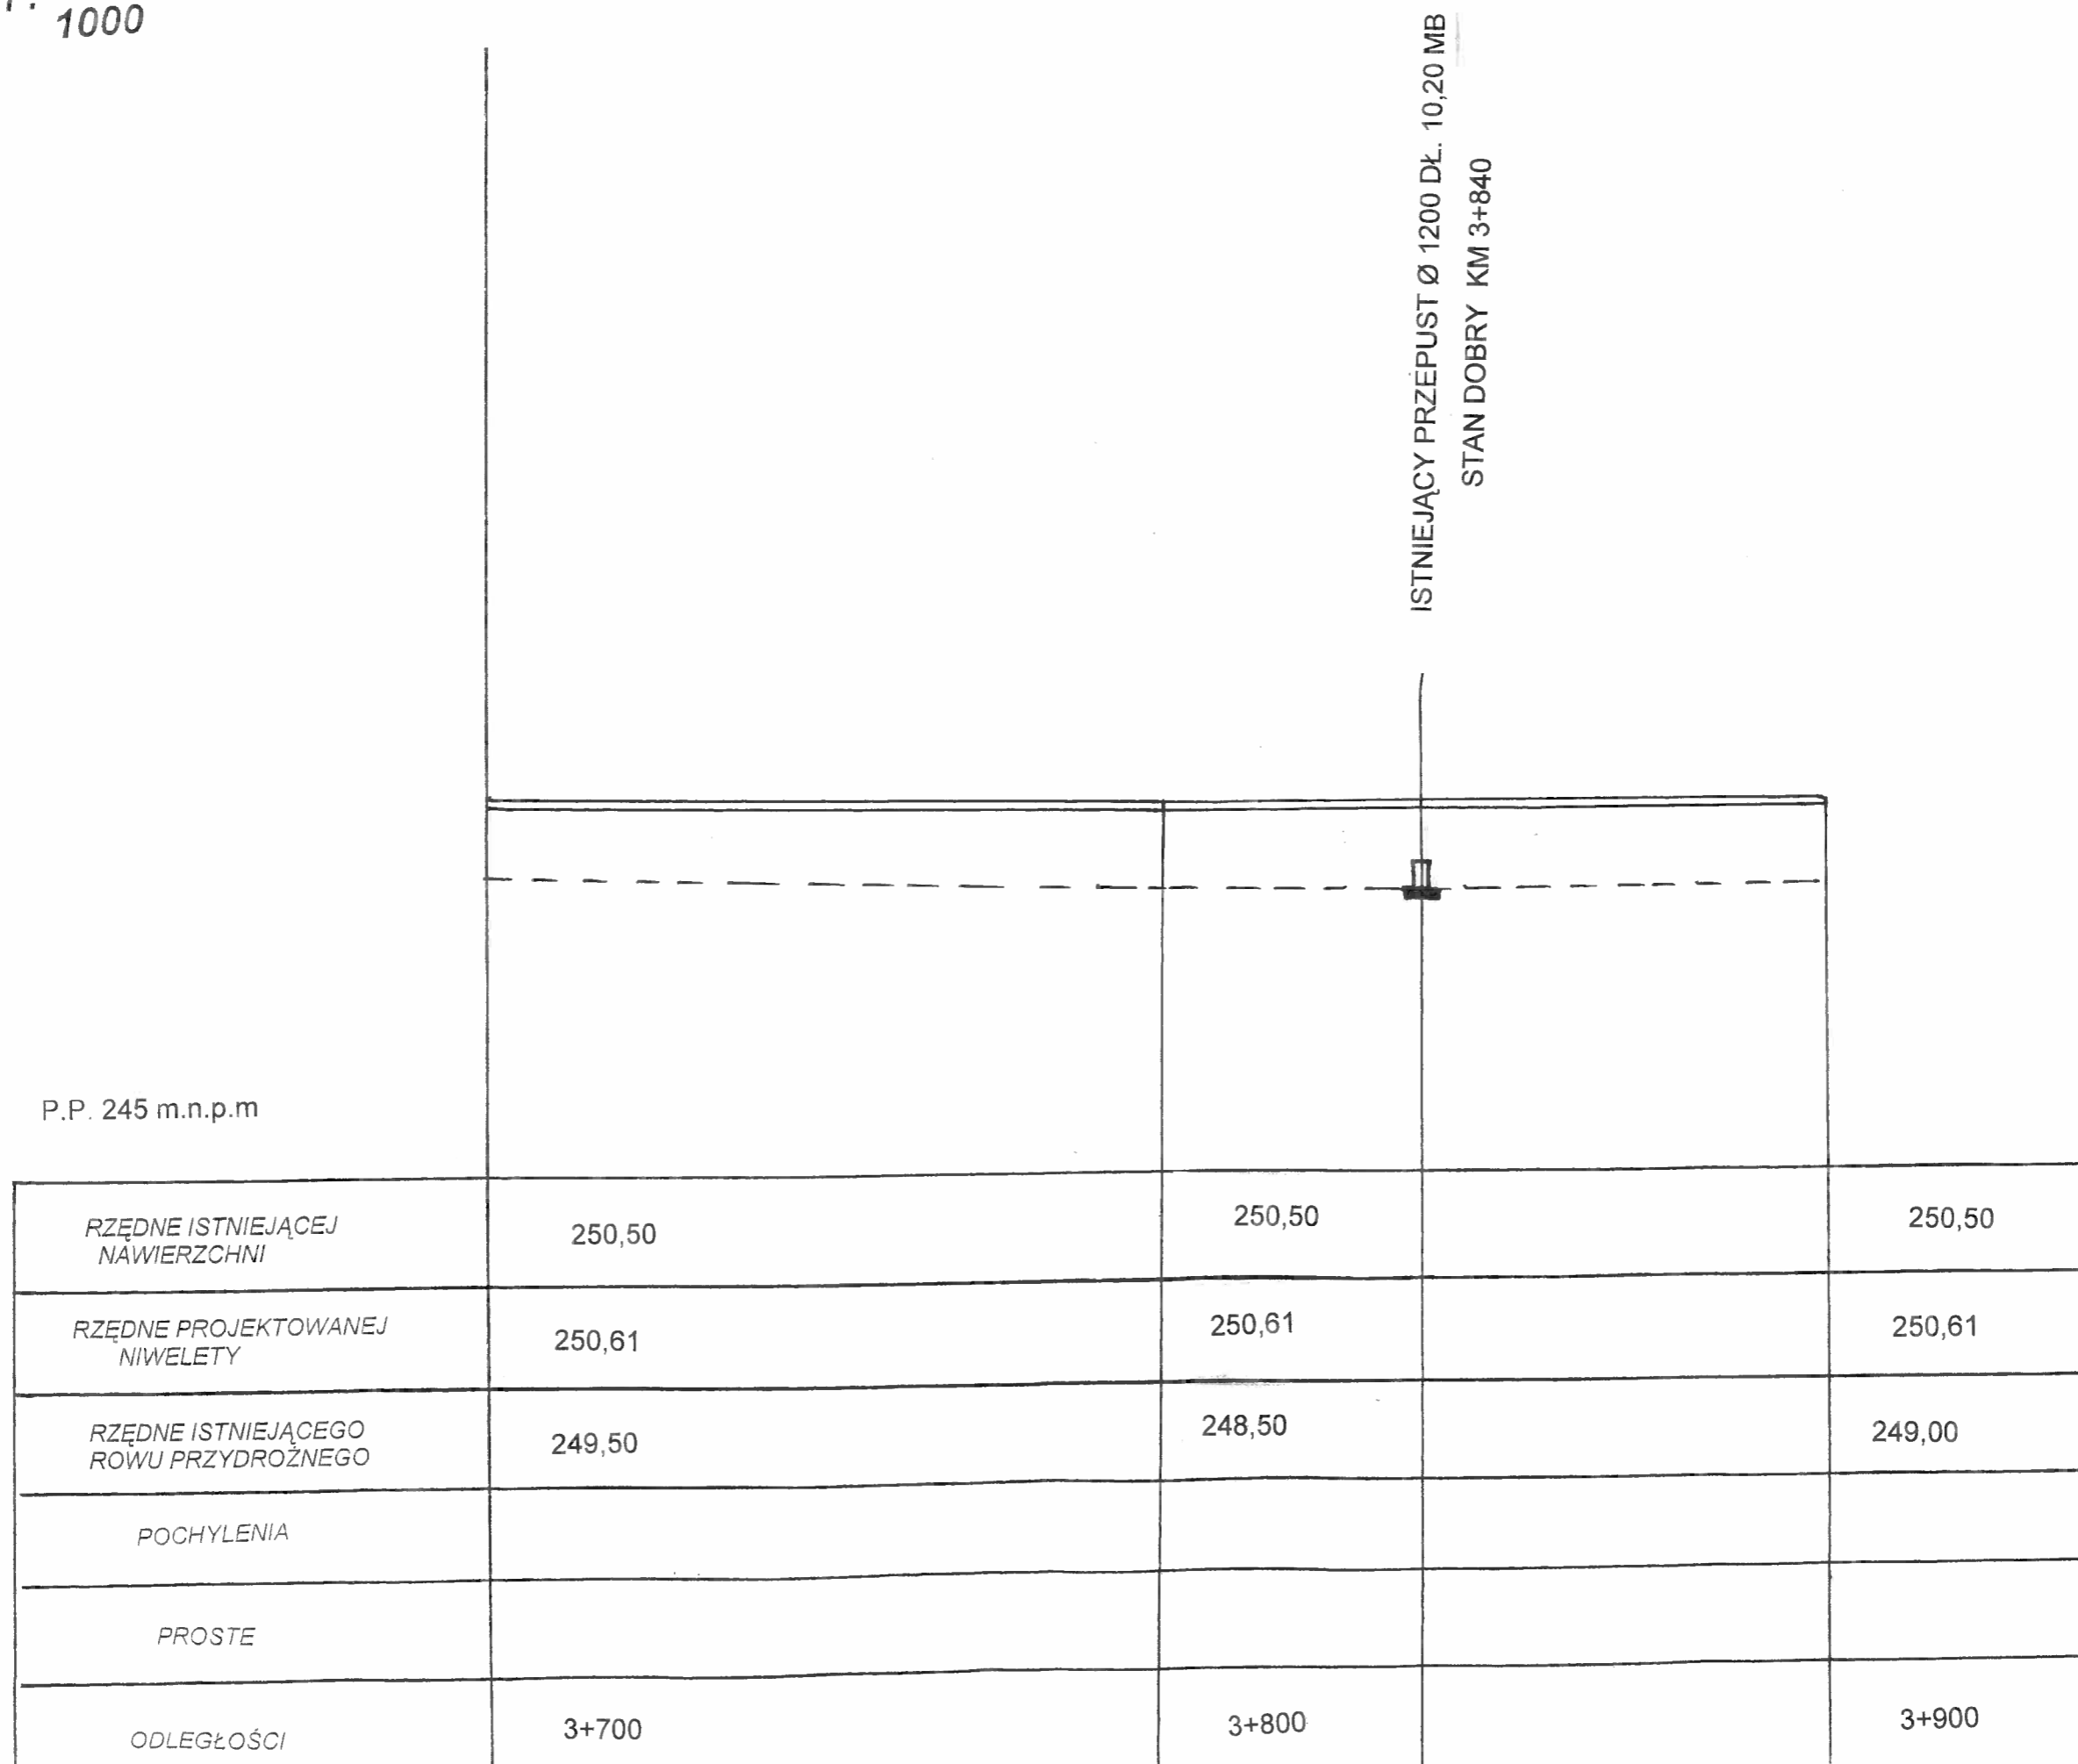 1000
ISTNIEJĄCY PRZEPUST Ø 1200 DŁ. 10,20 MB
STAN DOBRY KM 3+840
P.P. 245 m.n.p.m
RZĘDNE ISTNIEJĄCEJ
NAWIERZCHNI
250,50
250,50
250,50
RZĘDNE PROJEKTOWANEJ
NIWELETY
250,61
250,61
250,61
RZĘDNE ISTNIEJĄCEGO
ROWU PRZYDROŻNEGO
249,50
248,50
249,00
POCHYLENIA
PROSTE
ODLEGŁOŚCI
3+700
3+800
3+900